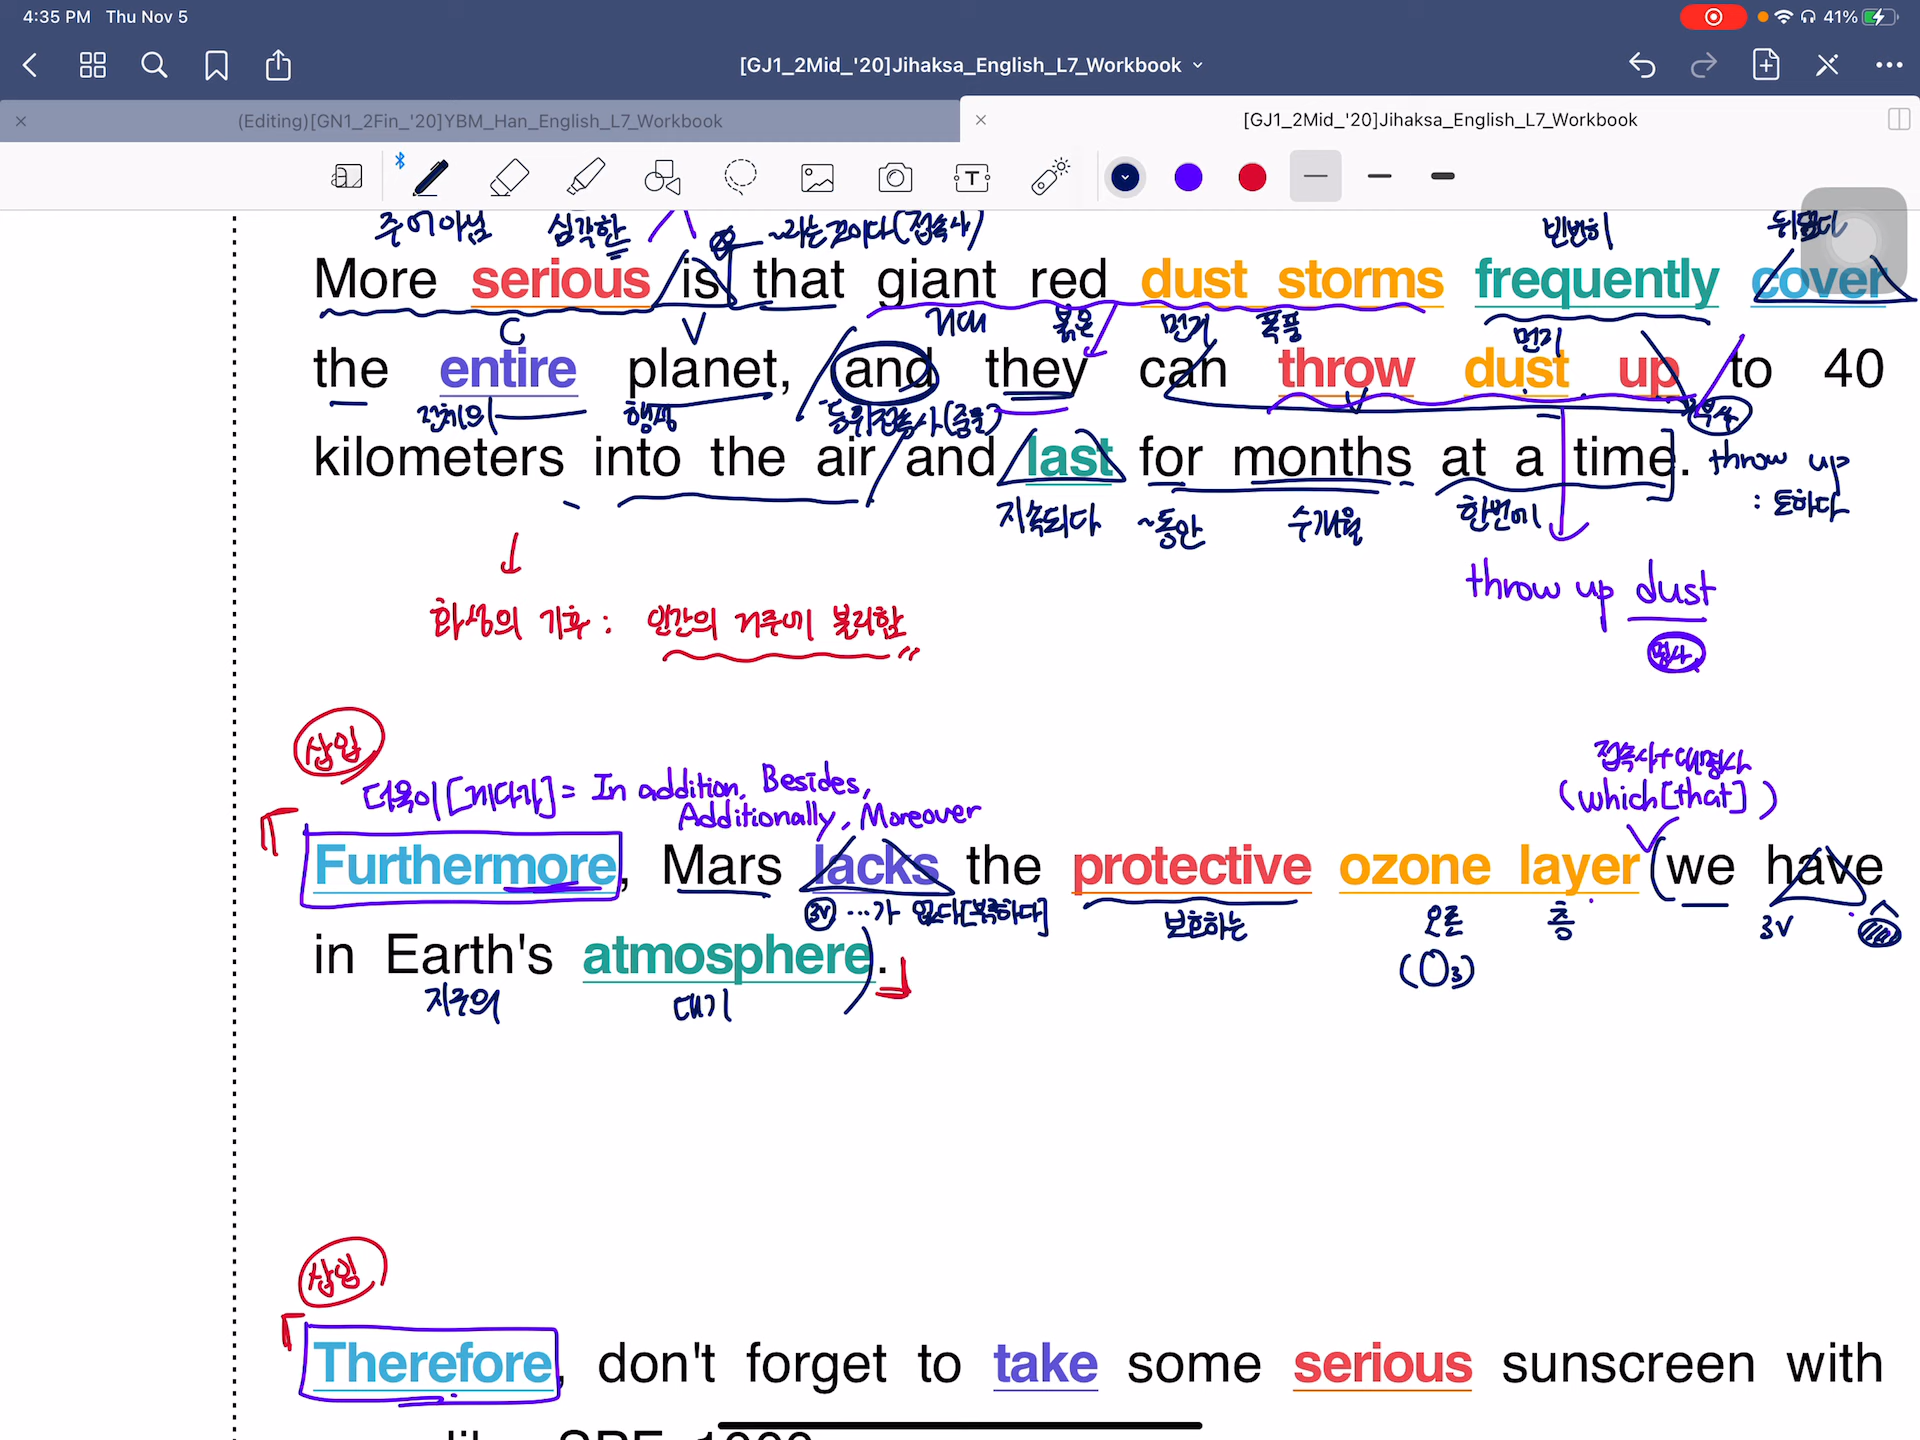 4:35 PM Thu Nov 5 41%
[GJ1_2Mid_'20]Jihaksa_English_L7_Workbook
(Editing)[GN1_2Fin_'20]YBM_Han_English_L7_Workbook [GJ1_2Mid_'20]Jihaksa_English_L7_Workbook
주어아님 심각한 ~라는 것이다(접속사) 빈번히 뒤덮다
More serious is that giant red dust storms frequently cover
C V 거대 붉은 먼지 폭풍 먼지
the entire planet, and they can throw dust up to 40
전체의 행성 등위접속사(중문) V 부사
kilometers into the air and last for months at a time]. throw up
: 토하다
지속되다 ~동안 수개월 한번에
throw up dust
명사
화성의 기후 : 인간의 거주에 불리함
삽입
접속사+대명사
(which[that])
더욱이[게다가] = In addition, Besides,
Additionally, Moreover
Furthermore, Mars lacks the protective ozone layer (we have
3V …가 없다[부족하다] 보호하는 오존 층 3V
(O3)
in Earth's atmosphere).
지구의 대기
삽입
Therefore, don't forget to take some serious sunscreen with